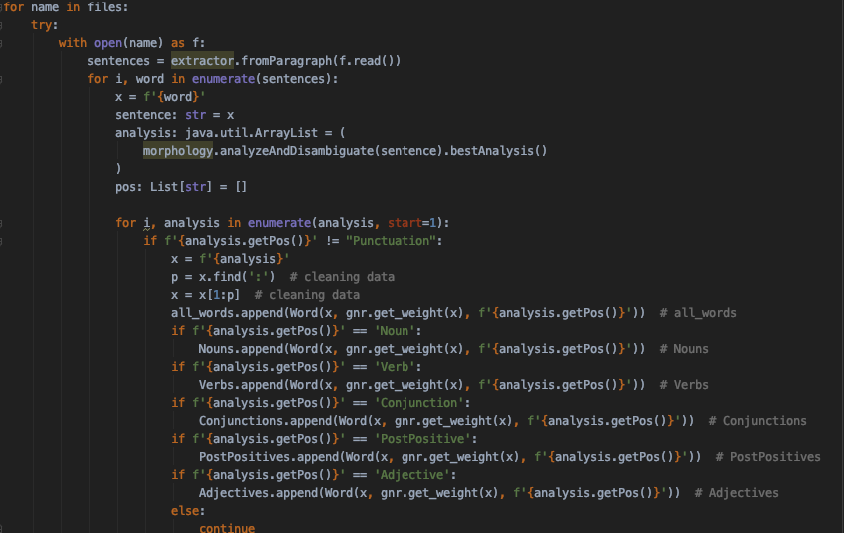 for name in files:
    try:
        with open(name) as f:
            sentences = extractor.fromParagraph(f.read())
            for i, word in enumerate(sentences):
                x = f'{word}'
                sentence: str = x
                analysis: java.util.ArrayList = (
                    morphology.analyzeAndDisambiguate(sentence).bestAnalysis()
                )
                pos: List[str] = []

                for i, analysis in enumerate(analysis, start=1):
                    if f'{analysis.getPos()}' != "Punctuation":
                        x = f'{analysis}'
                        p = x.find(':')  # cleaning data
                        x = x[1:p]  # cleaning data
                        all_words.append(Word(x, gnr.get_weight(x), f'{analysis.getPos()}'))  # all_words
                        if f'{analysis.getPos()}' == 'Noun':
                            Nouns.append(Word(x, gnr.get_weight(x), f'{analysis.getPos()}'))  # Nouns
                        if f'{analysis.getPos()}' == 'Verb':
                            Verbs.append(Word(x, gnr.get_weight(x), f'{analysis.getPos()}'))  # Verbs
                        if f'{analysis.getPos()}' == 'Conjunction':
                            Conjunctions.append(Word(x, gnr.get_weight(x), f'{analysis.getPos()}'))  # Conjunctions
                        if f'{analysis.getPos()}' == 'PostPositive':
                            PostPositives.append(Word(x, gnr.get_weight(x), f'{analysis.getPos()}'))  # PostPositives
                        if f'{analysis.getPos()}' == 'Adjective':
                            Adjectives.append(Word(x, gnr.get_weight(x), f'{analysis.getPos()}'))  # Adjectives
                        else:
                            continue